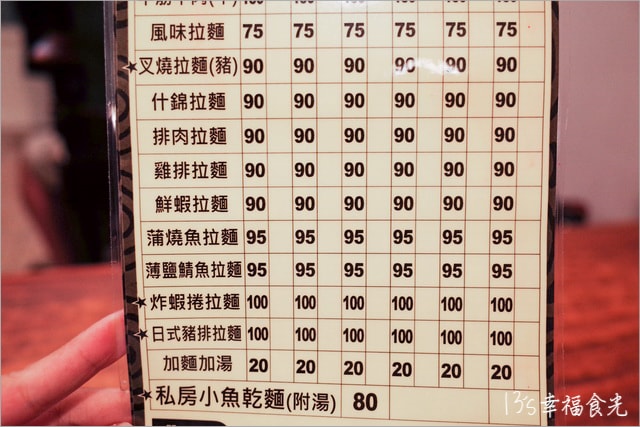 風味拉麵 75 75 75 75 75 75
★叉燒拉麵(豬) 90 90 90 90 90 90
什錦拉麵 90 90 90 90 90 90
排肉拉麵 90 90 90 90 90 90
雞排拉麵 90 90 90 90 90 90
鮮蝦拉麵 90 90 90 90 90 90
蒲燒魚拉麵 95 95 95 95 95 95
薄鹽鯖魚拉麵 95 95 95 95 95 95
★炸蝦捲拉麵 100 100 100 100 100 100
★日式豬排拉麵 100 100 100 100 100 100
加麵加湯 20 20 20 20 20 20
★私房小魚乾麵(附湯) 80
13's幸福食光